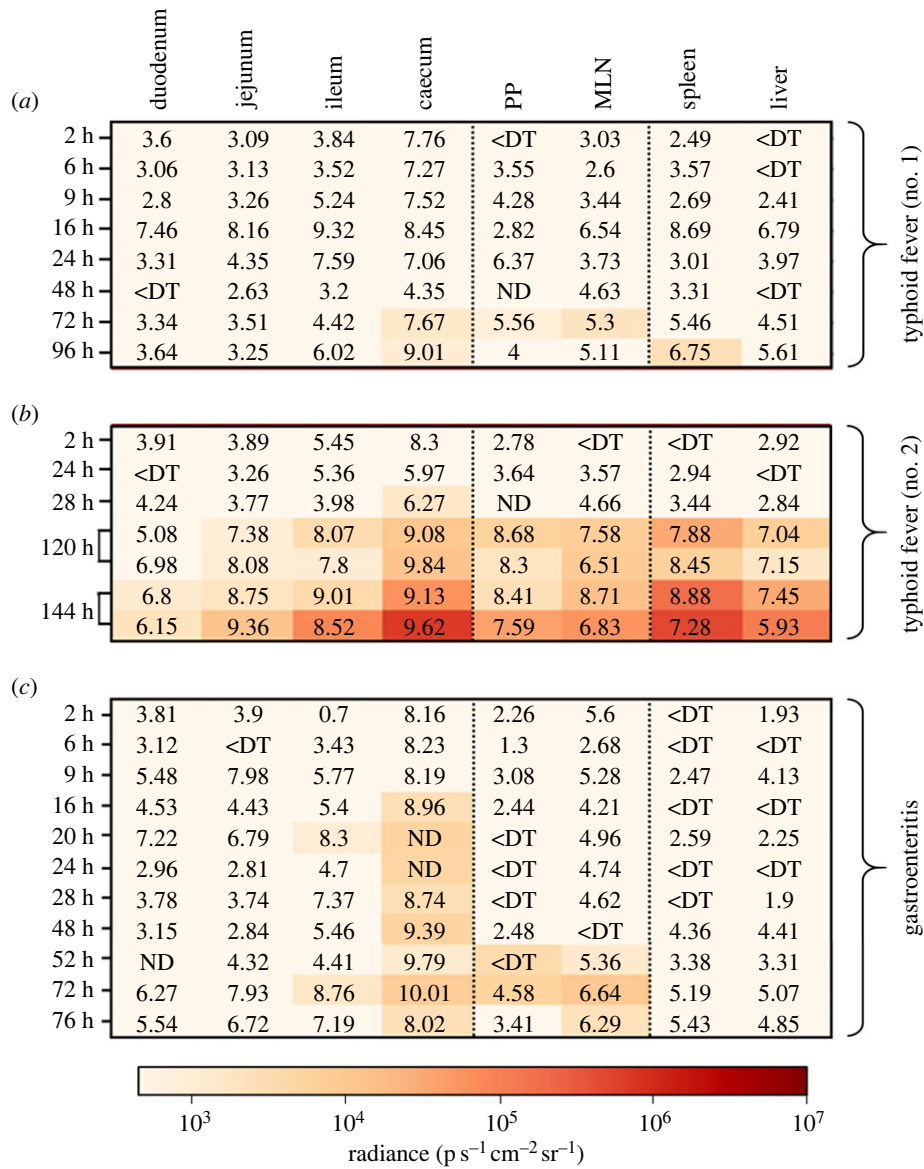 duodenum jejunum ileum caecum PP MLN spleen liver
(a)
2 h 3.6 3.09 3.84 7.76 <DT 3.03 2.49 <DT
6 h 3.06 3.13 3.52 7.27 3.55 2.6 3.57 <DT
9 h 2.8 3.26 5.24 7.52 4.28 3.44 2.69 2.41
16 h 7.46 8.16 9.32 8.45 2.82 6.54 8.69 6.79
24 h 3.31 4.35 7.59 7.06 6.37 3.73 3.01 3.97
48 h <DT 2.63 3.2 4.35 ND 4.63 3.31 <DT
72 h 3.34 3.51 4.42 7.67 5.56 5.3 5.46 4.51
96 h 3.64 3.25 6.02 9.01 4 5.11 6.75 5.61
typhoid fever (no. 1)
(b)
2 h 3.91 3.89 5.45 8.3 2.78 <DT <DT 2.92
24 h <DT 3.26 5.36 5.97 3.64 3.57 2.94 <DT
28 h 4.24 3.77 3.98 6.27 ND 4.66 3.44 2.84
120 h 5.08 7.38 8.07 9.08 8.68 7.58 7.88 7.04
6.98 8.08 7.8 9.84 8.3 6.51 8.45 7.15
144 h 6.8 8.75 9.01 9.13 8.41 8.71 8.88 7.45
6.15 9.36 8.52 9.62 7.59 6.83 7.28 5.93
typhoid fever (no. 2)
(c)
2 h 3.81 3.9 0.7 8.16 2.26 5.6 <DT 1.93
6 h 3.12 <DT 3.43 8.23 1.3 2.68 <DT <DT
9 h 5.48 7.98 5.77 8.19 3.08 5.28 2.47 4.13
16 h 4.53 4.43 5.4 8.96 2.44 4.21 <DT <DT
20 h 7.22 6.79 8.3 ND <DT 4.96 2.59 2.25
24 h 2.96 2.81 4.7 ND <DT 4.74 <DT <DT
28 h 3.78 3.74 7.37 8.74 <DT 4.62 <DT 1.9
48 h 3.15 2.84 5.46 9.39 2.48 <DT 4.36 4.41
52 h ND 4.32 4.41 9.79 <DT 5.36 3.38 3.31
72 h 6.27 7.93 8.76 10.01 4.58 6.64 5.19 5.07
76 h 5.54 6.72 7.19 8.02 3.41 6.29 5.43 4.85
gastroenteritis
10³ 10⁴ 10⁵ 10⁶ 10⁷
radiance (p s⁻¹ cm⁻² sr⁻¹)